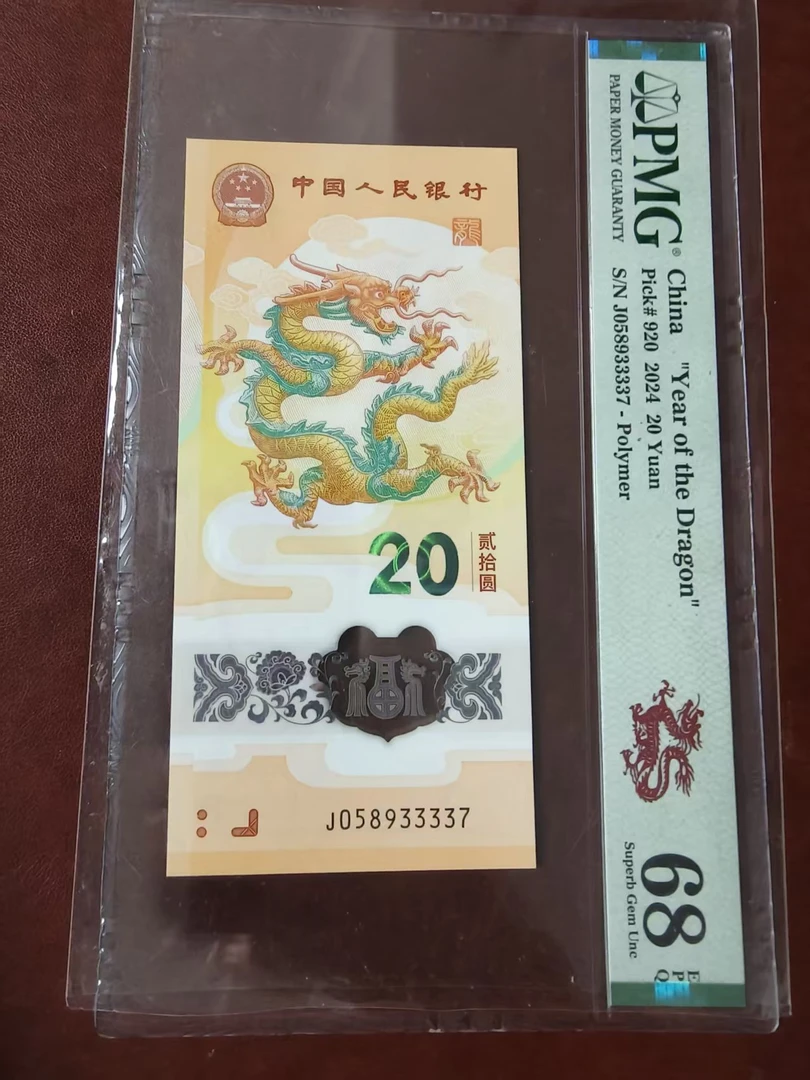 中国人民银行
龍
20
贰拾圆
J058933337
PMG®
PAPER MONEY GUARANTY
China "Year of the Dragon"
Pick# 920 2024 20 Yuan
S/N J058933337 - Polymer
68
Superb Gem Unc
EPQ